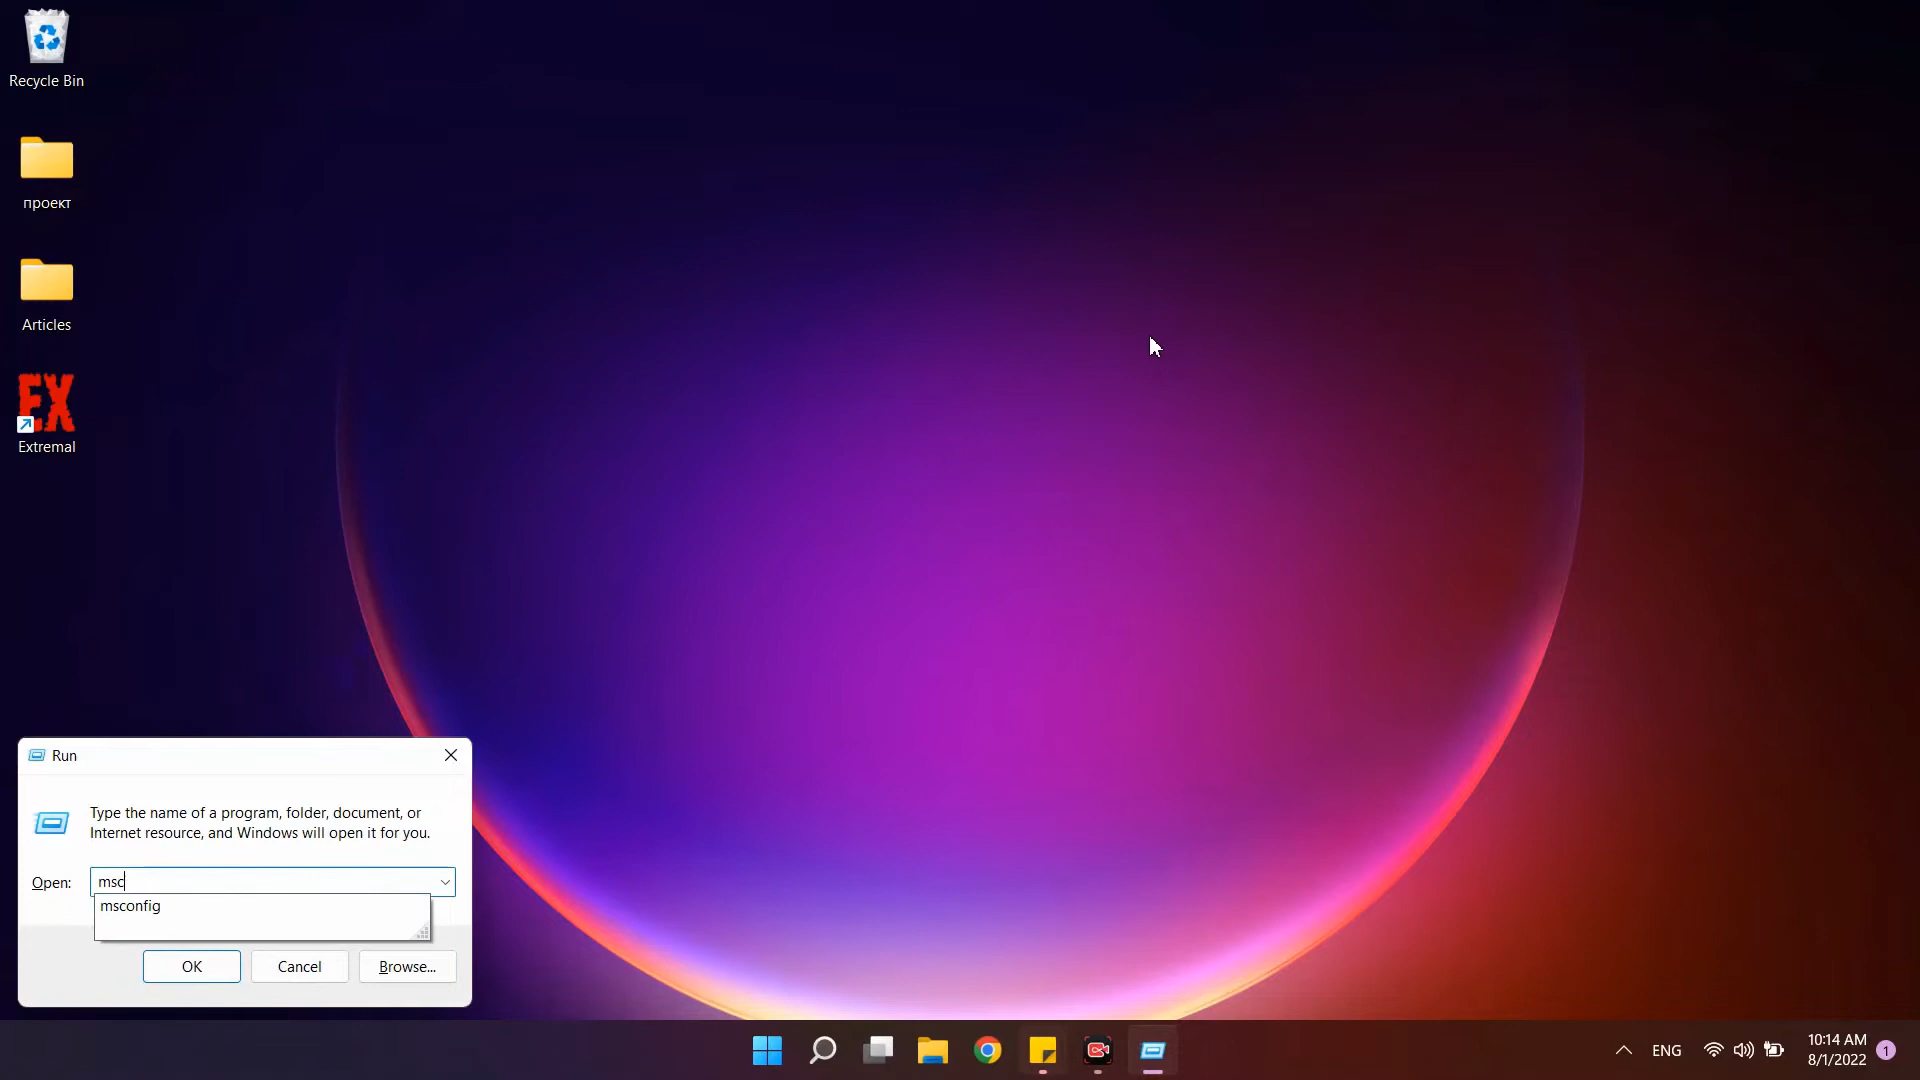 Recycle Bin
проект
Articles
EX
Extremal
Run
Type the name of a program, folder, document, or
Internet resource, and Windows will open it for you.
Open:
msc
msconfig
OK
Cancel
Browse...
ENG
10:14 AM
8/1/2022
1